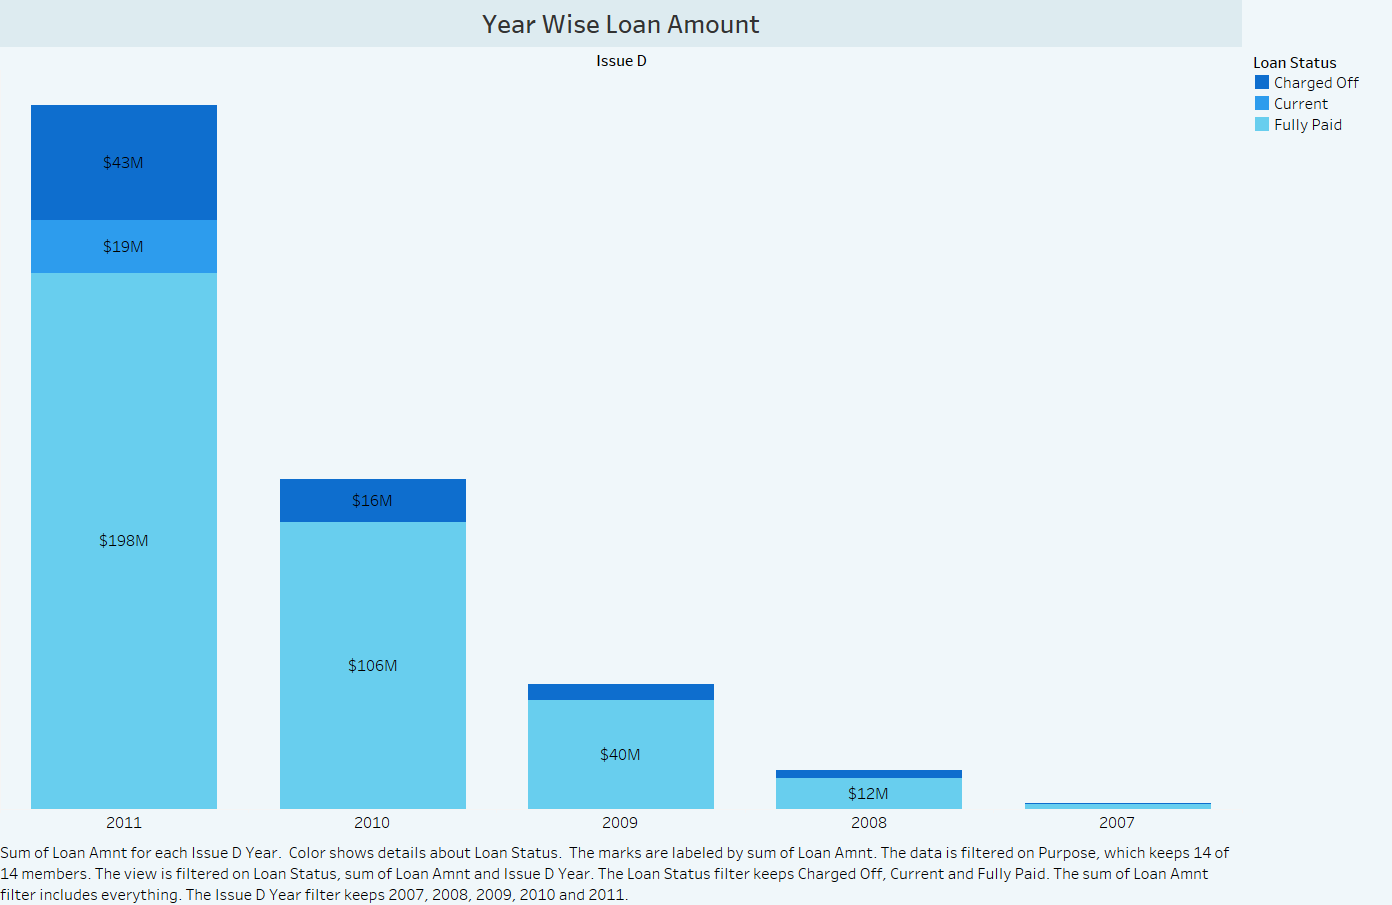 Year Wise Loan Amount
Issue D
Loan Status
Charged Off
Current
Fully Paid
$43M
$19M
$198M
$16M
$106M
$40M
$12M
2011 2010 2009 2008 2007
Sum of Loan Amnt for each Issue D Year.  Color shows details about Loan Status.  The marks are labeled by sum of Loan Amnt. The data is filtered on Purpose, which keeps 14 of
14 members. The view is filtered on Loan Status, sum of Loan Amnt and Issue D Year. The Loan Status filter keeps Charged Off, Current and Fully Paid. The sum of Loan Amnt
filter includes everything. The Issue D Year filter keeps 2007, 2008, 2009, 2010 and 2011.